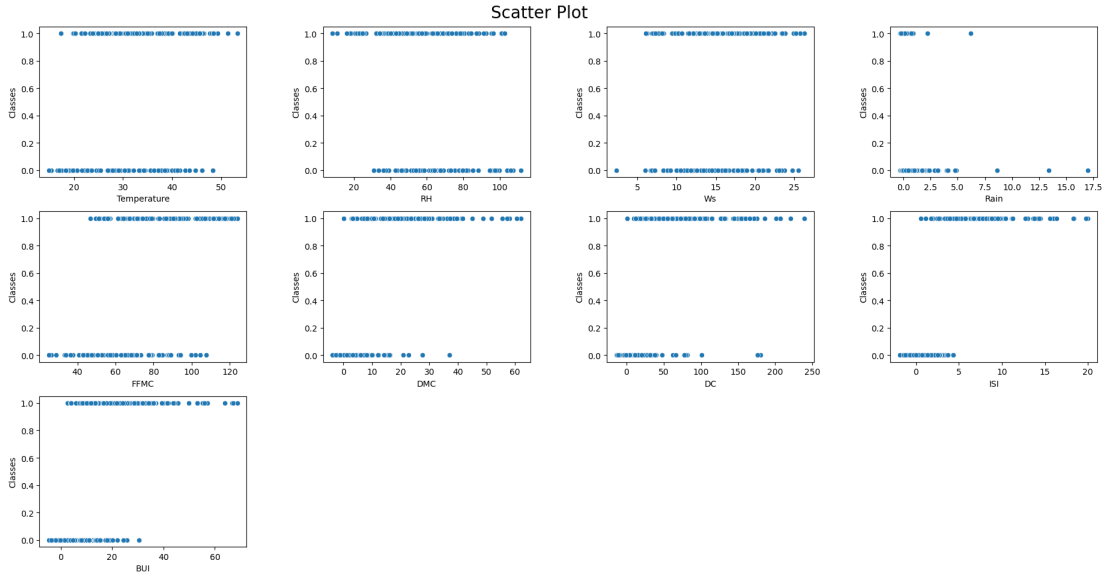 Scatter Plot
1.0
0.8
0.6
0.4
0.2
0.0
Classes
20 30 40 50
Temperature
1.0
0.8
0.6
0.4
0.2
0.0
Classes
20 40 60 80 100
RH
1.0
0.8
0.6
0.4
0.2
0.0
Classes
5 10 15 20 25
Ws
1.0
0.8
0.6
0.4
0.2
0.0
Classes
0.0 2.5 5.0 7.5 10.0 12.5 15.0 17.5
Rain
1.0
0.8
0.6
0.4
0.2
0.0
Classes
40 60 80 100 120
FFMC
1.0
0.8
0.6
0.4
0.2
0.0
Classes
0 10 20 30 40 50 60
DMC
1.0
0.8
0.6
0.4
0.2
0.0
Classes
0 50 100 150 200 250
DC
1.0
0.8
0.6
0.4
0.2
0.0
Classes
0 5 10 15 20
ISI
1.0
0.8
0.6
0.4
0.2
0.0
Classes
0 20 40 60
BUI